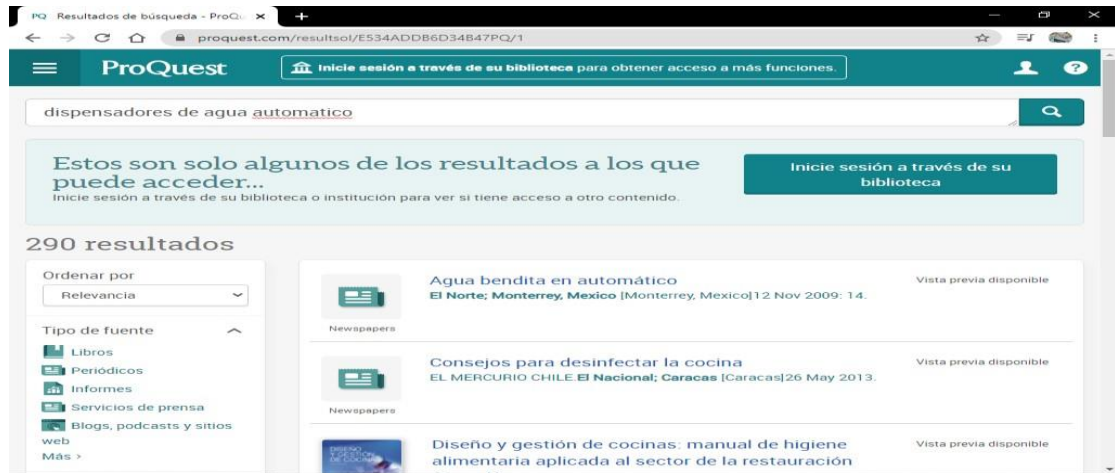 PQ Resultados de búsqueda - ProQu
proquest.com/resultsol/E534ADDB6D34B47PQ/1
ProQuest
Inicie sesión a través de su biblioteca para obtener acceso a más funciones.
dispensadores de agua automatico
Estos son solo algunos de los resultados a los que
puede acceder...
Inicie sesión a través de su biblioteca o institución para ver si tiene acceso a otro contenido.
Inicie sesión a través de su
biblioteca
290 resultados
Ordenar por
Relevancia
Tipo de fuente
Libros
Periódicos
Informes
Servicios de prensa
Blogs, podcasts y sitios
web
Más ›
Newspapers
Agua bendita en automático
El Norte; Monterrey, Mexico [Monterrey, Mexico]12 Nov 2009: 14.
Vista previa disponible
Newspapers
Consejos para desinfectar la cocina
EL MERCURIO CHILE.El Nacional; Caracas [Caracas]26 May 2013.
Vista previa disponible
DISEÑO
Y GESTIÓN
DE COCINAS
Diseño y gestión de cocinas: manual de higiene
alimentaria aplicada al sector de la restauración
Vista previa disponible